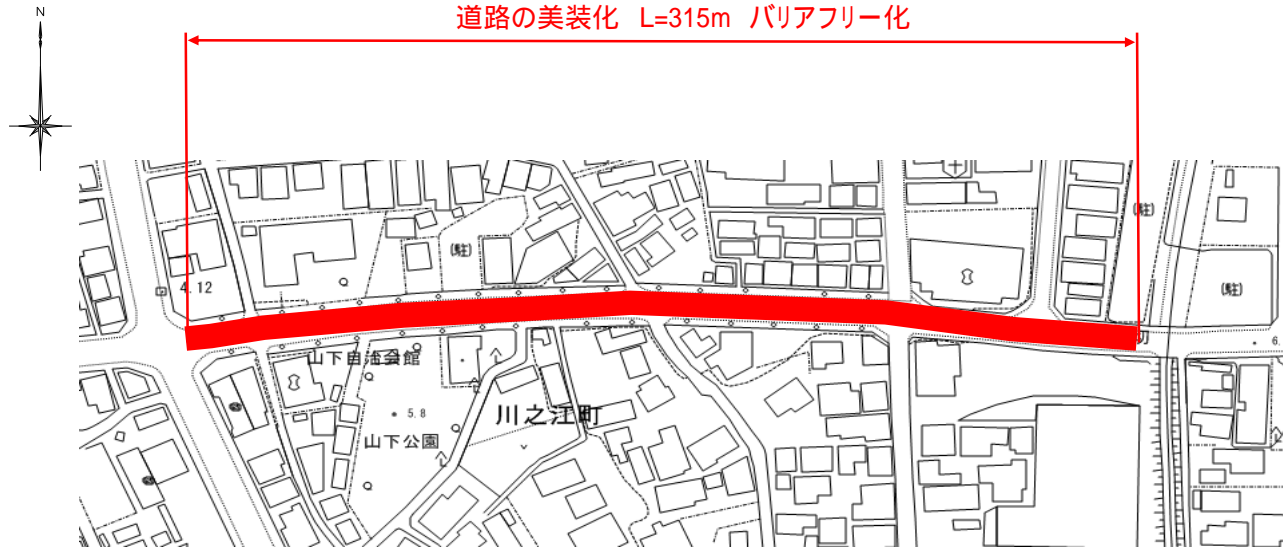 N
道路の美装化 L=315m バリアフリー化
(駐)
(駐)
4.12
(駐)
切
6.
山下自治会館
5.8
川之江町
山下公園